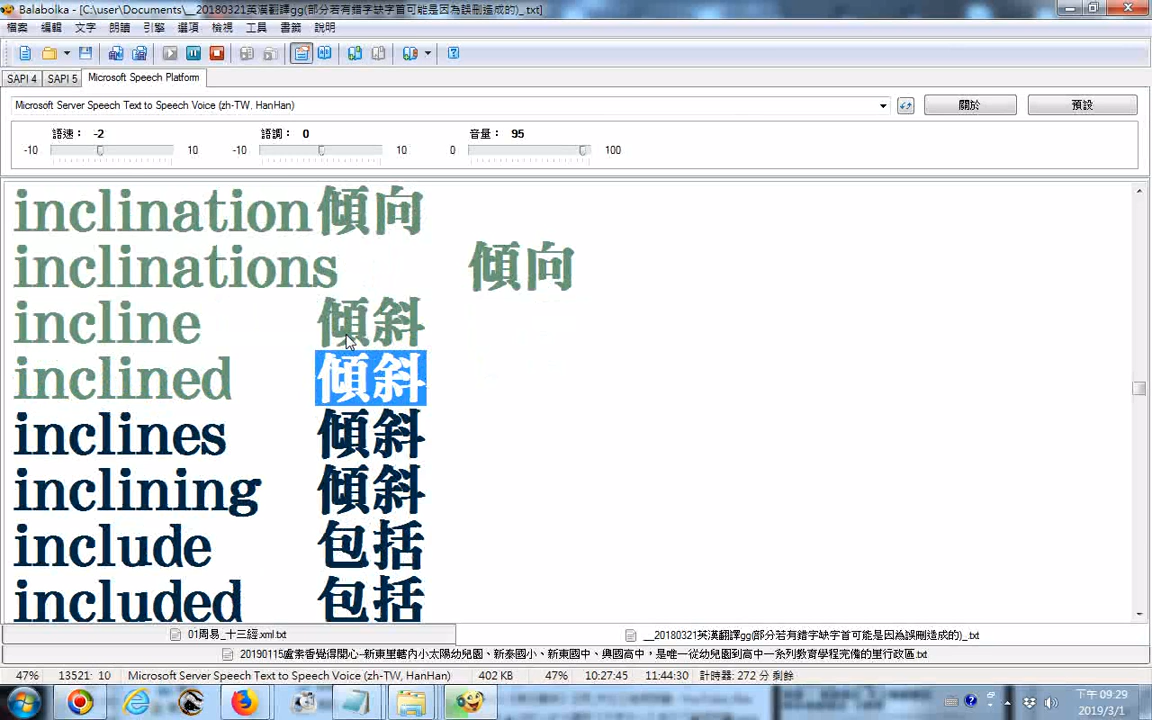 Balabolka - [C:\user\Documents\__20180321英漢翻譯gg(部分若有錯字缺字首可能是因為誤刪造成的)_.txt]
檔案 編輯 文字 朗讀 引擎 選項 檢視 工具 書籤 說明
SAPI 4 SAPI 5 Microsoft Speech Platform
Microsoft Server Speech Text to Speech Voice (zh-TW, HanHan) 關於 預設
語速: -2 語調: 0 音量: 95
-10 10 -10 10 0 100
inclination 傾向
inclinations 傾向
incline 傾斜
inclined 傾斜
inclines 傾斜
inclining 傾斜
include 包括
included 包括
01周易_十三經.xml.txt __20180321英漢翻譯gg(部分若有錯字缺字首可能是因為誤刪造成的)_.txt
20190115盧素香覺得開心-新東里轄內小太陽幼兒園、新泰國小、新東國中、典國高中，是唯一從幼兒園到高中一系列教育學程完備的里行政區.txt
47% 13521: 10 Microsoft Server Speech Text to Speech Voice (zh-TW, HanHan) 402 KB 47% 10:27:45 11:44:30 計時器: 272 分 剩餘
下午 09:29
2019/3/1